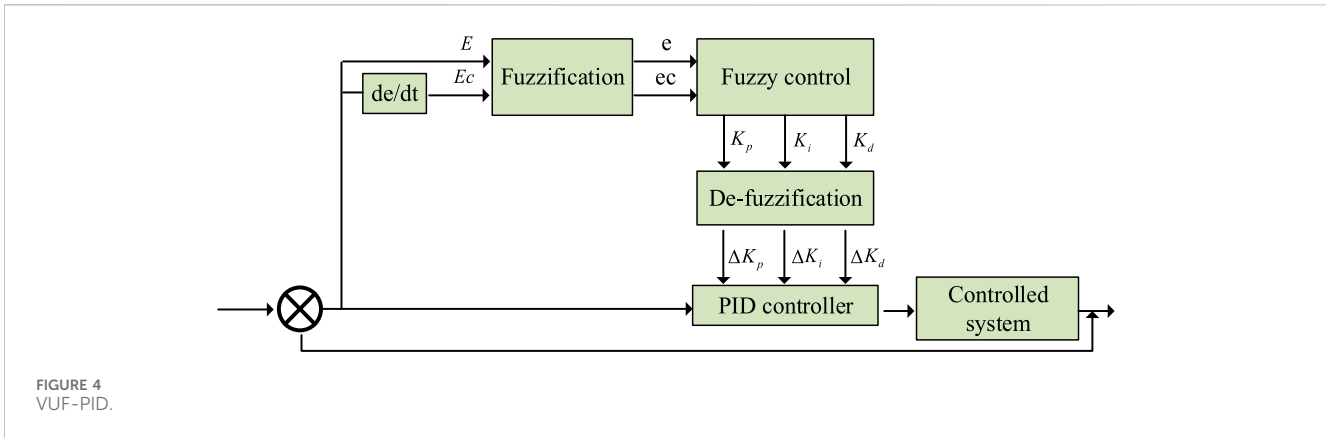 E e
Fuzzification Fuzzy control
Ec ec
de/dt
K_p K_i K_d
De-fuzzification
ΔK_p ΔK_i ΔK_d
PID controller
Controlled
system
FIGURE 4
VUF-PID.